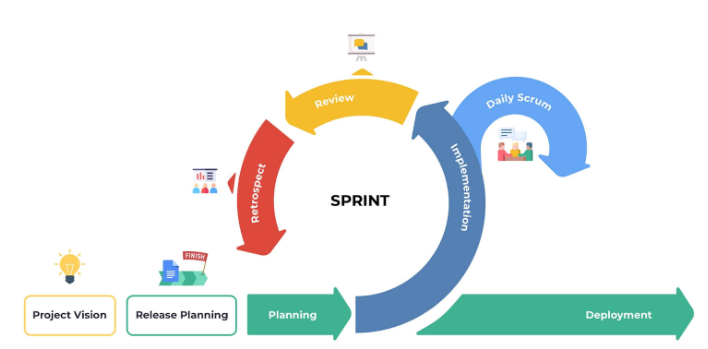 Review
Daily Scrum
Implementation
Retrospect
SPRINT
FINISH
Project Vision
Release Planning
Planning
Deployment